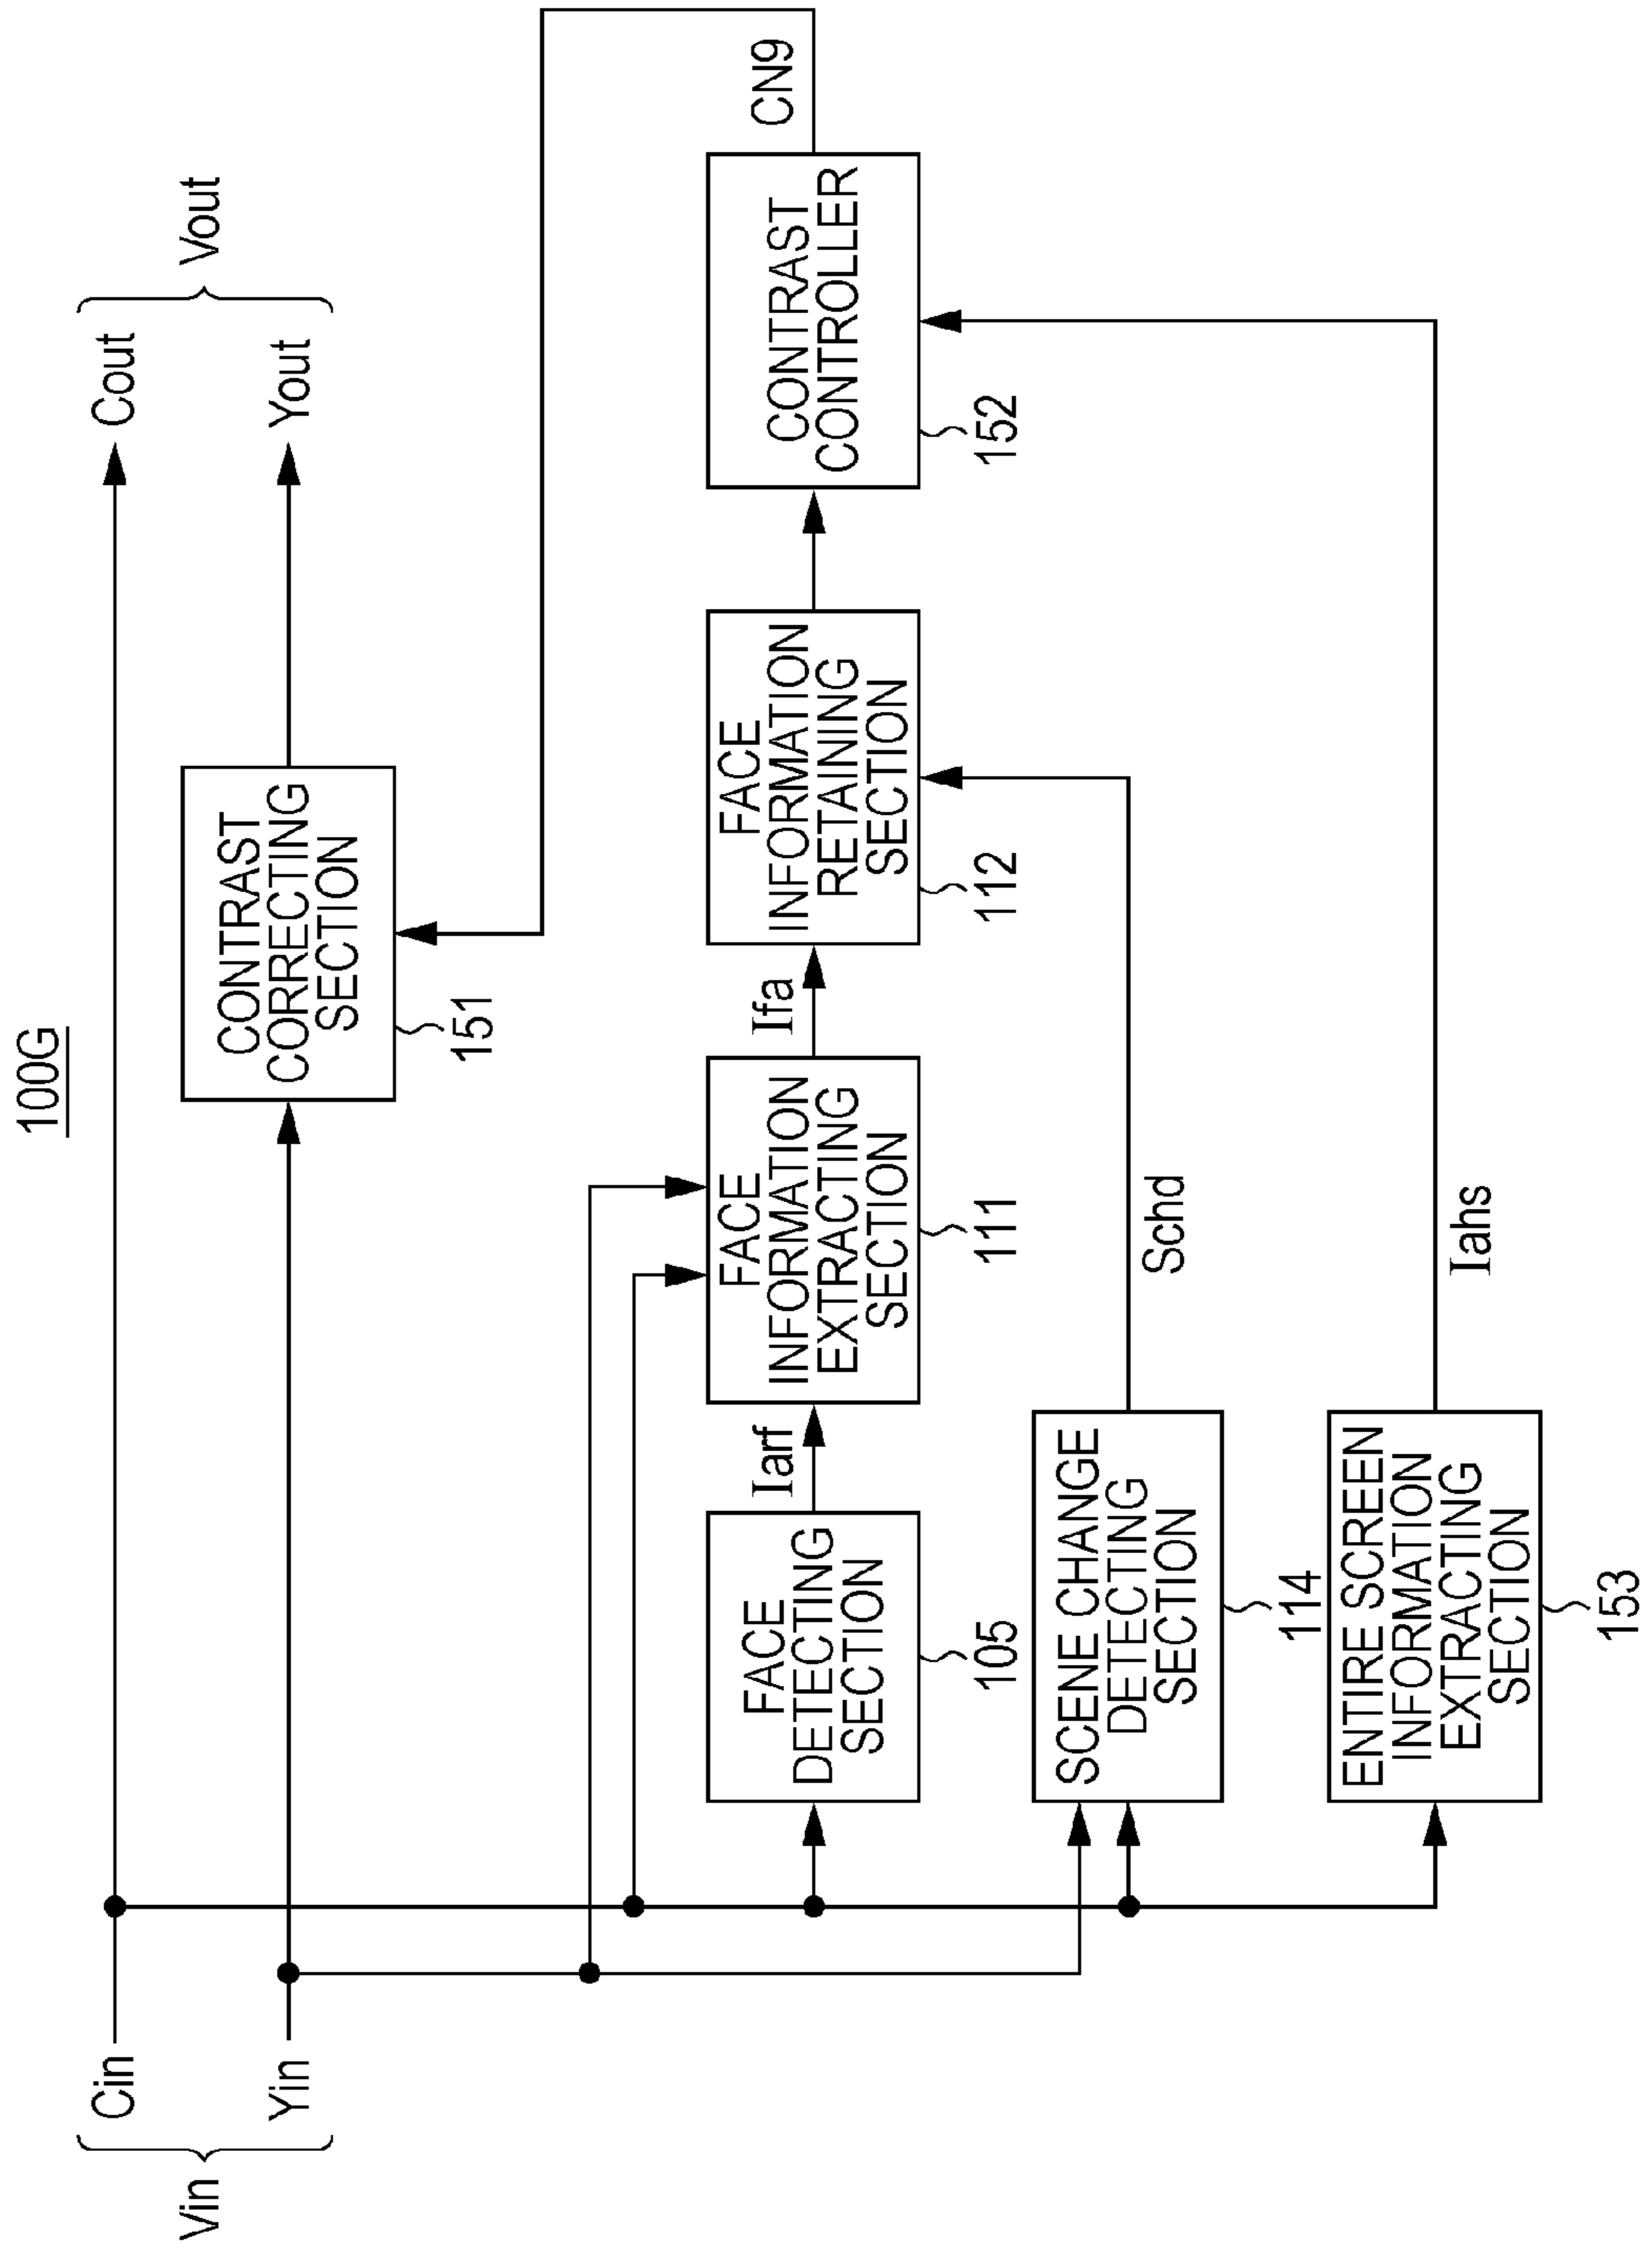 100G
Vin
Cin
Yin
Cout
Yout
Vout
CONTRAST
CORRECTING
SECTION
151
FACE
DETECTING
SECTION
105
Iarf
FACE
INFORMATION
EXTRACTING
SECTION
111
Ifa
FACE
INFORMATION
RETAINING
SECTION
112
CONTRAST
CONTROLLER
152
CN9
SCENE CHANGE
DETECTING
SECTION
114
Schd
ENTIRE SCREEN
INFORMATION
EXTRACTING
SECTION
153
Iahs